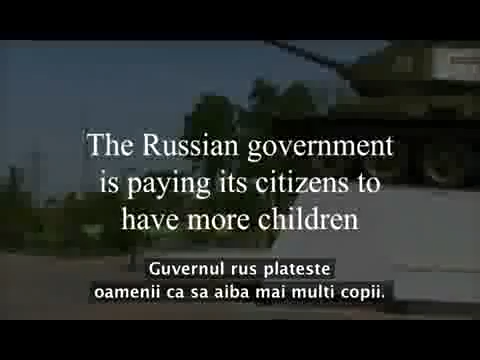 The Russian government
is paying its citizens to
have more children
Guvernul rus plateste
oamenii ca sa aiba mai multi copii.